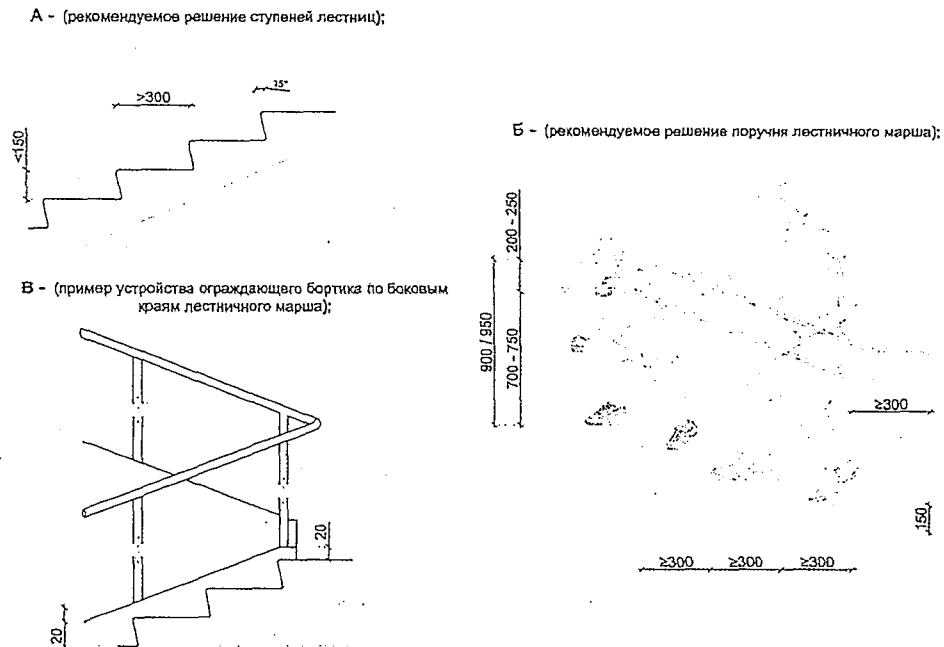 А - (рекомендуемое решение ступеней лестниц);
15°
>300
<150
Б - (рекомендуемое решение поручня лестничного марша);
200 - 250
900 / 950
700 - 750
≥300
150
≥300 ≥300 ≥300
В - (пример устройства ограждающего бортика по боковым
краям лестничного марша);
20
20